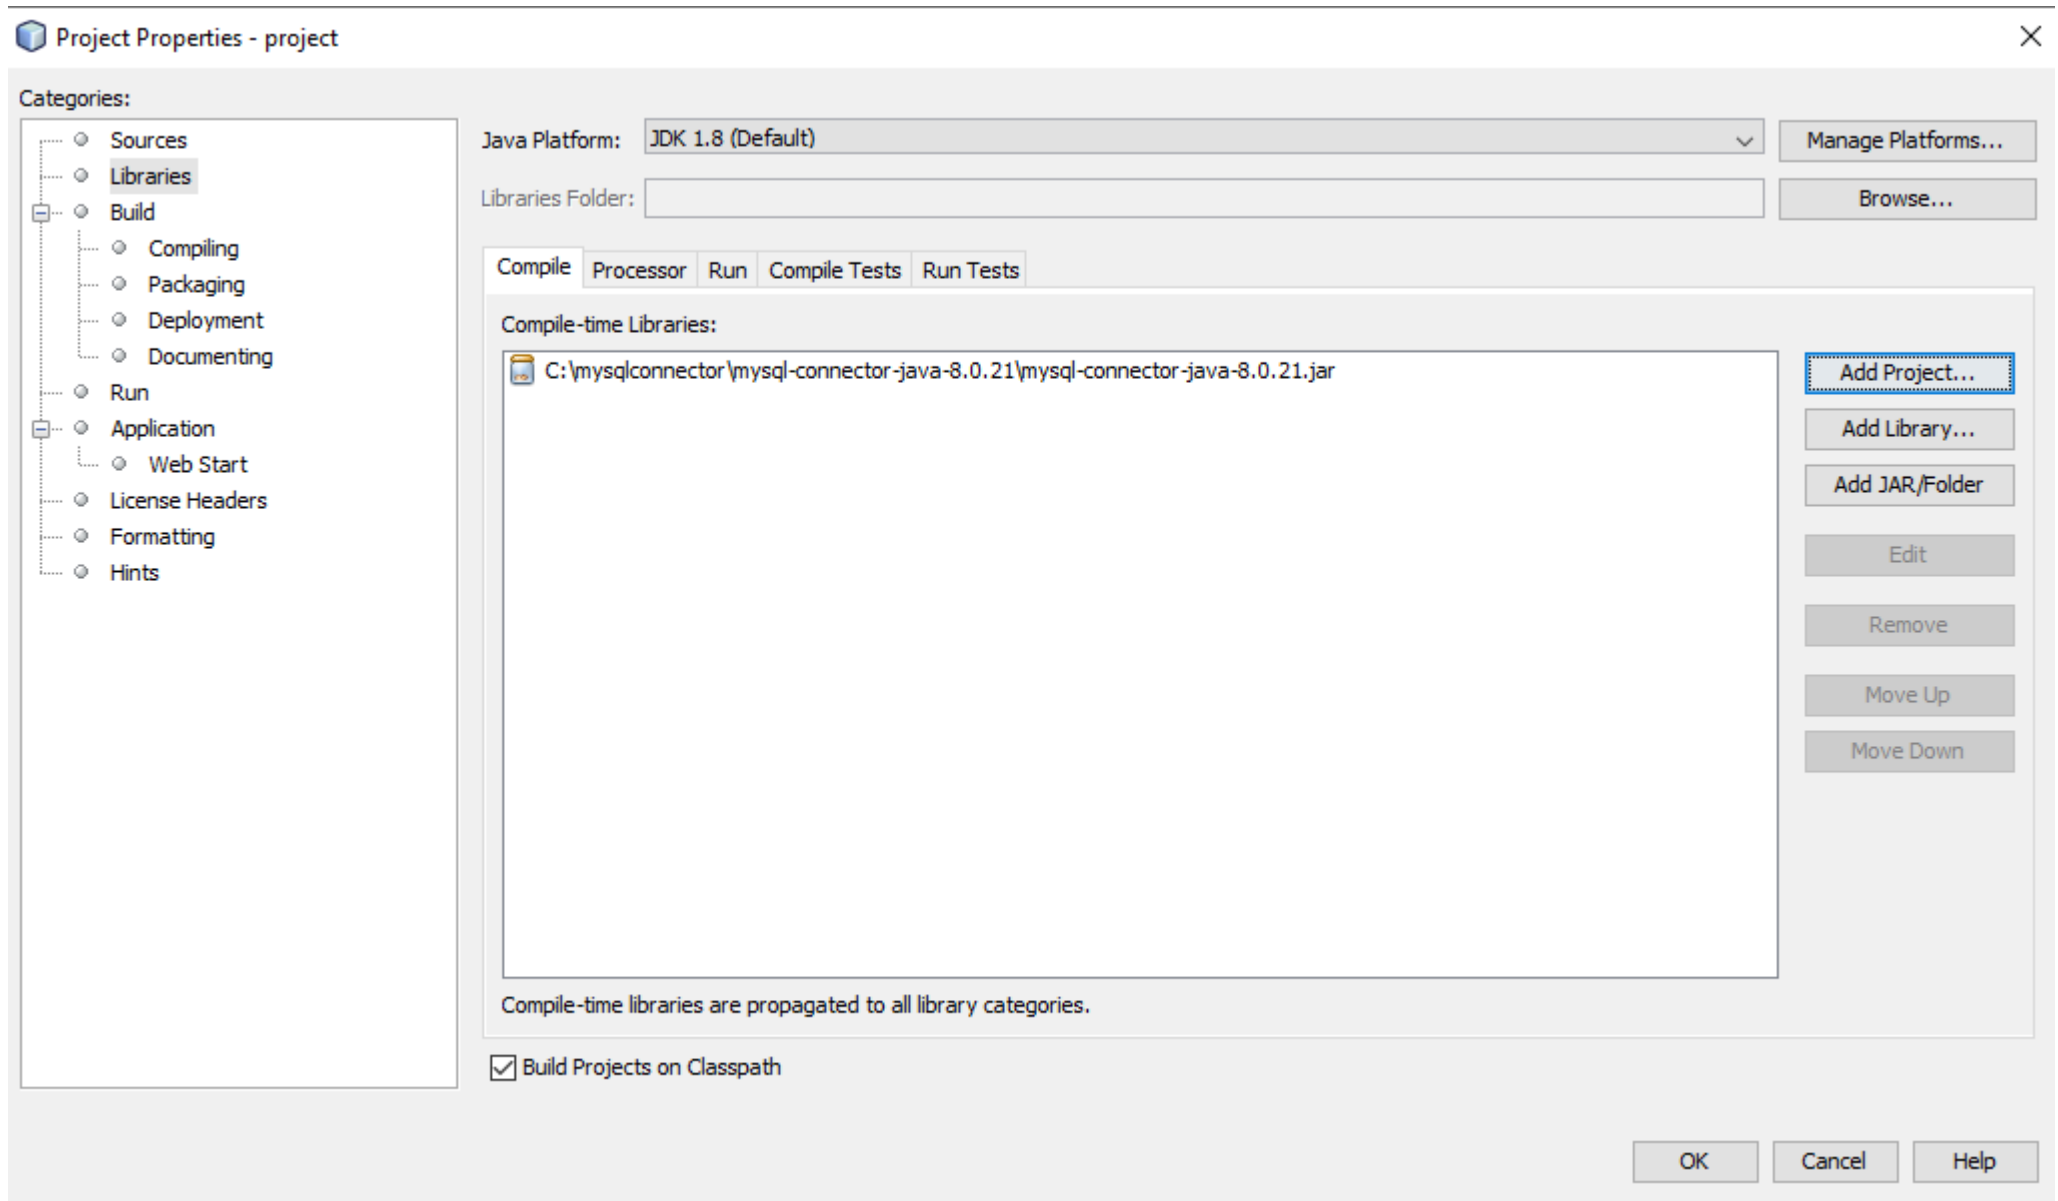 Project Properties - project
Categories:
Sources
Libraries
Build
Compiling
Packaging
Deployment
Documenting
Run
Application
Web Start
License Headers
Formatting
Hints
Java Platform: JDK 1.8 (Default) Manage Platforms...
Libraries Folder: Browse...
Compile Processor Run Compile Tests Run Tests
Compile-time Libraries:
C:\mysqlconnector\mysql-connector-java-8.0.21\mysql-connector-java-8.0.21.jar
Add Project...
Add Library...
Add JAR/Folder
Edit
Remove
Move Up
Move Down
Compile-time libraries are propagated to all library categories.
Build Projects on Classpath
OK Cancel Help